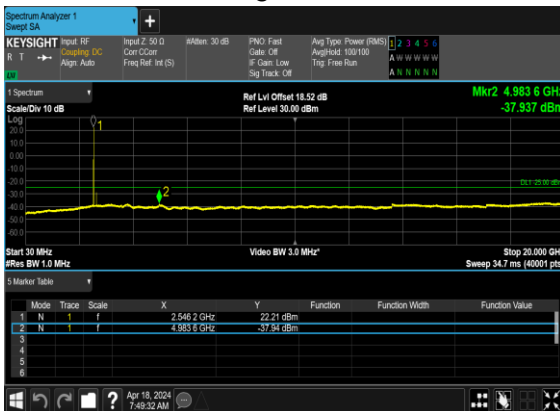 Spectrum Analyzer 1
Swept SA
KEYSIGHT
R T
LV
Input: RF
Coupling: DC
Align: Auto
Input Z: 50 Ω
Corr CCorr
Freq Ref: Int (S)
#Atten: 30 dB
PNO: Fast
Gate: Off
IF Gain: Low
Sig Track: Off
Avg Type: Power (RMS)
Avg|Hold: 100/100
Trig: Free Run
1 2 3 4 5 6
A W W W W W
A N N N N N
1 Spectrum
Scale/Div 10 dB
Ref Lvl Offset 18.52 dB
Ref Level 30.00 dBm
Mkr2 4.983 6 GHz
-37.937 dBm
Log
20.0
10.0
0.00
-10.0
-20.0
-30.0
-40.0
-50.0
-60.0
1
2
DL1 -25.00 dBm
Start 30 MHz
#Res BW 1.0 MHz
Video BW 3.0 MHz*
Stop 20.000 GHz
Sweep 34.7 ms (40001 pts)
5 Marker Table
Mode Trace Scale X Y Function Function Width Function Value
1 N 1 f 2.546 2 GHz 22.21 dBm
2 N 1 f 4.983 6 GHz -37.94 dBm
3
4
5
6
?
Apr 18, 2024
7:49:32 AM